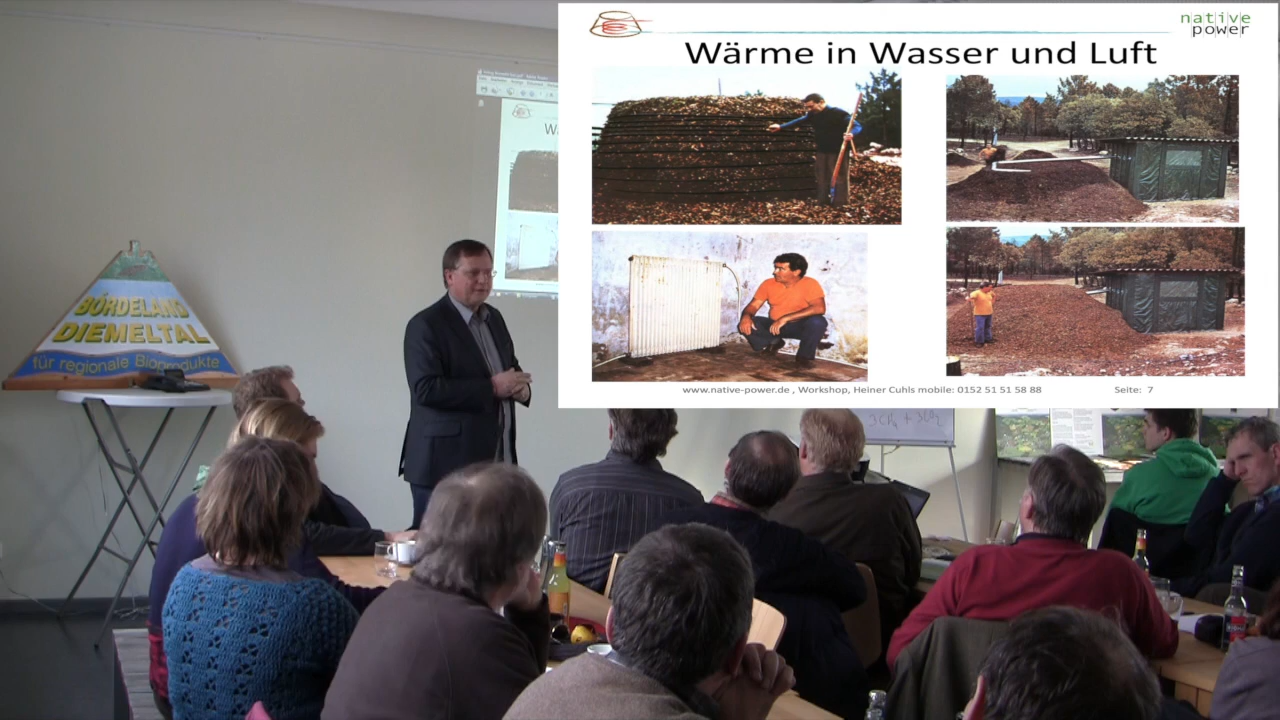 native
power
Wärme in Wasser und Luft
www.native-power.de , Workshop, Heiner Cuhls mobile: 0152 51 51 58 88
Seite: 7
BÖRDELAND
DIEMELTAL
für regionale Bioprodukte